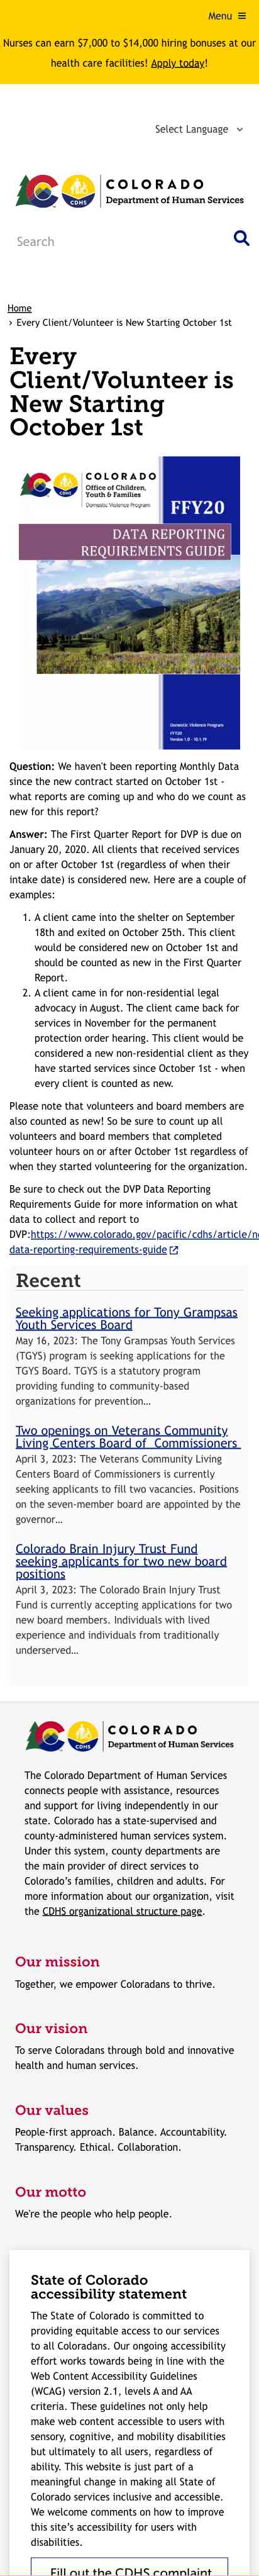 Menu ≡
Nurses can earn $7,000 to $14,000 hiring bonuses at our
health care facilities! Apply today!
Select Language
CDHS
COLORADO
Department of Human Services
Search
Home
› Every Client/Volunteer is New Starting October 1st
Every
Client/Volunteer is
New Starting
October 1st
CDHS
COLORADO
Office of Children,
Youth & Families
Domestic Violence Program
FFY20
DATA REPORTING
REQUIREMENTS GUIDE
Domestic Violence Program
FFY20
Version 1.0 - 10.1.19
Question: We haven't been reporting Monthly Data
since the new contract started on October 1st -
what reports are coming up and who do we count as
new for this report?
Answer: The First Quarter Report for DVP is due on
January 20, 2020. All clients that received services
on or after October 1st (regardless of when their
intake date) is considered new. Here are a couple of
examples:
1. A client came into the shelter on September
18th and exited on October 25th. This client
would be considered new on October 1st and
should be counted as new in the First Quarter
Report.
2. A client came in for non-residential legal
advocacy in August. The client came back for
services in November for the permanent
protection order hearing. This client would be
considered a new non-residential client as they
have started services since October 1st - when
every client is counted as new.
Please note that volunteers and board members are
also counted as new! So be sure to count up all
volunteers and board members that completed
volunteer hours on or after October 1st regardless of
when they started volunteering for the organization.
Be sure to check out the DVP Data Reporting
Requirements Guide for more information on what
data to collect and report to
DVP:https://www.colorado.gov/pacific/cdhs/article/ne
data-reporting-requirements-guide
Recent
Seeking applications for Tony Grampsas
Youth Services Board
May 16, 2023: The Tony Grampsas Youth Services
(TGYS) program is seeking applications for the
TGYS Board. TGYS is a statutory program
providing funding to community-based
organizations for prevention...
Two openings on Veterans Community
Living Centers Board of Commissioners
April 3, 2023: The Veterans Community Living
Centers Board of Commissioners is currently
seeking applicants to fill two vacancies. Positions
on the seven-member board are appointed by the
governor...
Colorado Brain Injury Trust Fund
seeking applicants for two new board
positions
April 3, 2023: The Colorado Brain Injury Trust
Fund is currently accepting applications for two
new board members. Individuals with lived
experience and individuals from traditionally
underserved...
CDHS
COLORADO
Department of Human Services
The Colorado Department of Human Services
connects people with assistance, resources
and support for living independently in our
state. Colorado has a state-supervised and
county-administered human services system.
Under this system, county departments are
the main provider of direct services to
Colorado's families, children and adults. For
more information about our organization, visit
the CDHS organizational structure page.
Our mission
Together, we empower Coloradans to thrive.
Our vision
To serve Coloradans through bold and innovative
health and human services.
Our values
People-first approach. Balance. Accountability.
Transparency. Ethical. Collaboration.
Our motto
We're the people who help people.
State of Colorado
accessibility statement
The State of Colorado is committed to
providing equitable access to our services
to all Coloradans. Our ongoing accessibility
effort works towards being in line with the
Web Content Accessibility Guidelines
(WCAG) version 2.1, levels A and AA
criteria. These guidelines not only help
make web content accessible to users with
sensory, cognitive, and mobility disabilities
but ultimately to all users, regardless of
ability. This website is just part of a
meaningful change in making all State of
Colorado services inclusive and accessible.
We welcome comments on how to improve
this site's accessibility for users with
disabilities.
Fill out the CDHS complaint